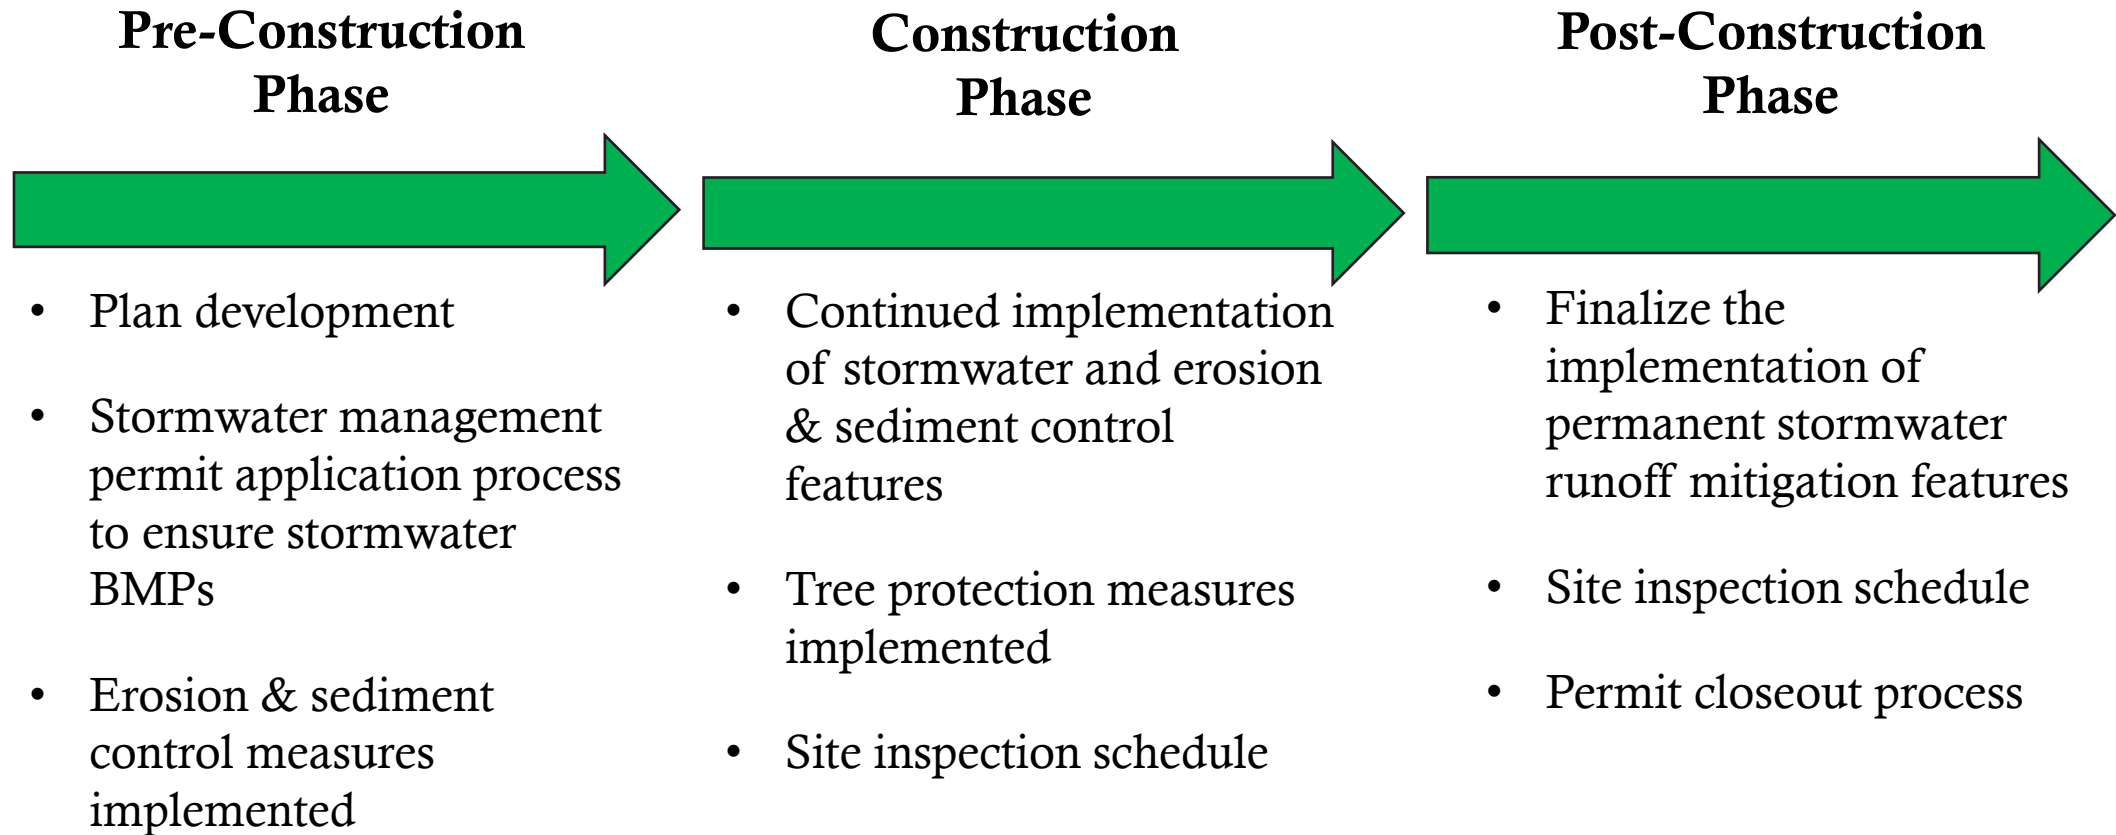 Pre-Construction
Phase
• Plan development
• Stormwater management
permit application process
to ensure stormwater
BMPs
• Erosion & sediment
control measures
implemented
Construction
Phase
• Continued implementation
of stormwater and erosion
& sediment control
features
• Tree protection measures
implemented
• Site inspection schedule
Post-Construction
Phase
• Finalize the
implementation of
permanent stormwater
runoff mitigation features
• Site inspection schedule
• Permit closeout process